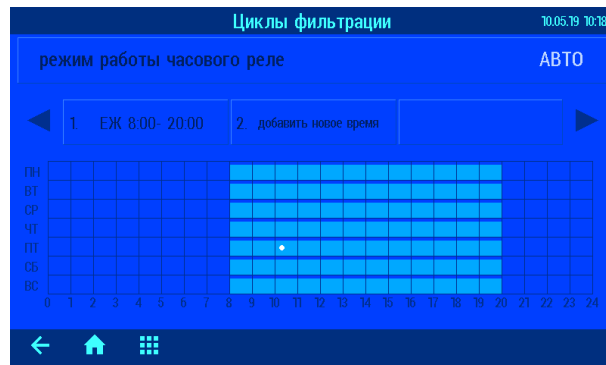 Циклы фильтрации 10.05.19 10:18
режим работы часового реле АВТО
1. ЕЖ 8:00- 20:00 2. добавить новое время
ПН
ВТ
СР
ЧТ
ПТ
СБ
ВС
0 1 2 3 4 5 6 7 8 9 10 11 12 13 14 15 16 17 18 19 20 21 22 23 24